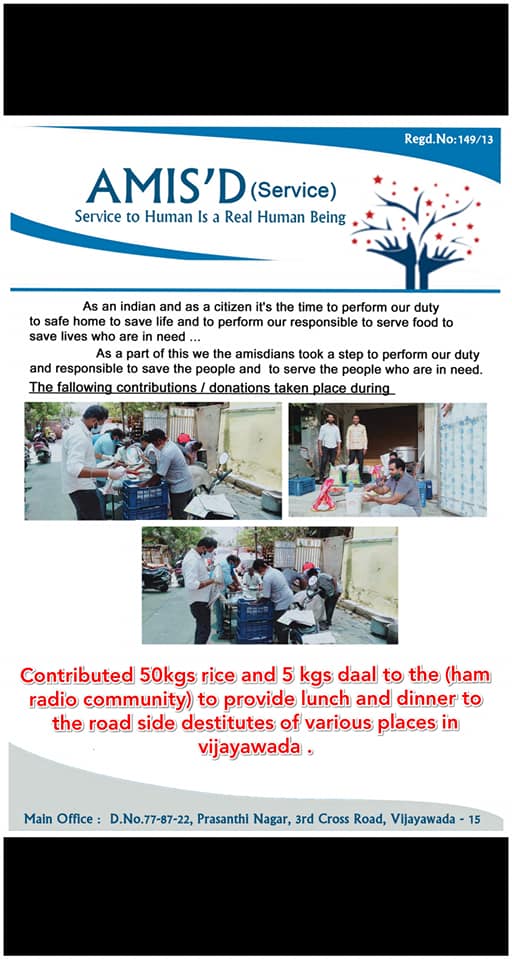 Regd.No:149/13
AMIS'D (Service)
Service to Human Is a Real Human Being
As an indian and as a citizen it's the time to perform our duty
to safe home to save life and to perform our responsible to serve food to
save lives who are in need ...
As a part of this we the amisdians took a step to perform our duty
and responsible to save the people and to serve the people who are in need.
The fallowing contributions / donations taken place during
Contributed 50kgs rice and 5 kgs daal to the (ham
radio community) to provide lunch and dinner to
the road side destitutes of various places in
vijayawada .
Main Office : D.No.77-87-22, Prasanthi Nagar, 3rd Cross Road, Vijayawada - 15